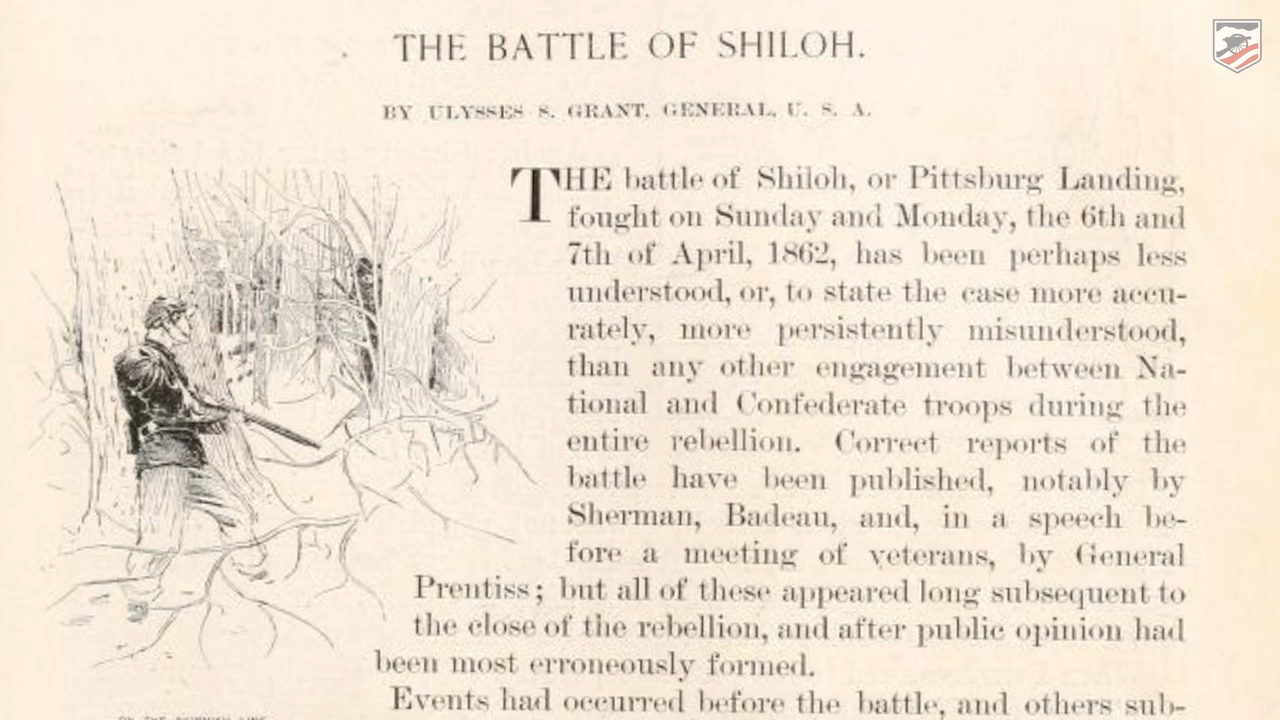 THE BATTLE OF SHILOH.
BY ULYSSES S. GRANT, GENERAL, U. S. A.
THE battle of Shiloh, or Pittsburg Landing,
fought on Sunday and Monday, the 6th and
7th of April, 1862, has been perhaps less
understood, or, to state the case more accu-
rately, more persistently misunderstood,
than any other engagement between Na-
tional and Confederate troops during the
entire rebellion. Correct reports of the
battle have been published, notably by
Sherman, Badeau, and, in a speech be-
fore a meeting of veterans, by General
Prentiss; but all of these appeared long subsequent to
the close of the rebellion, and after public opinion had
been most erroneously formed.
Events had occurred before the battle, and others sub-